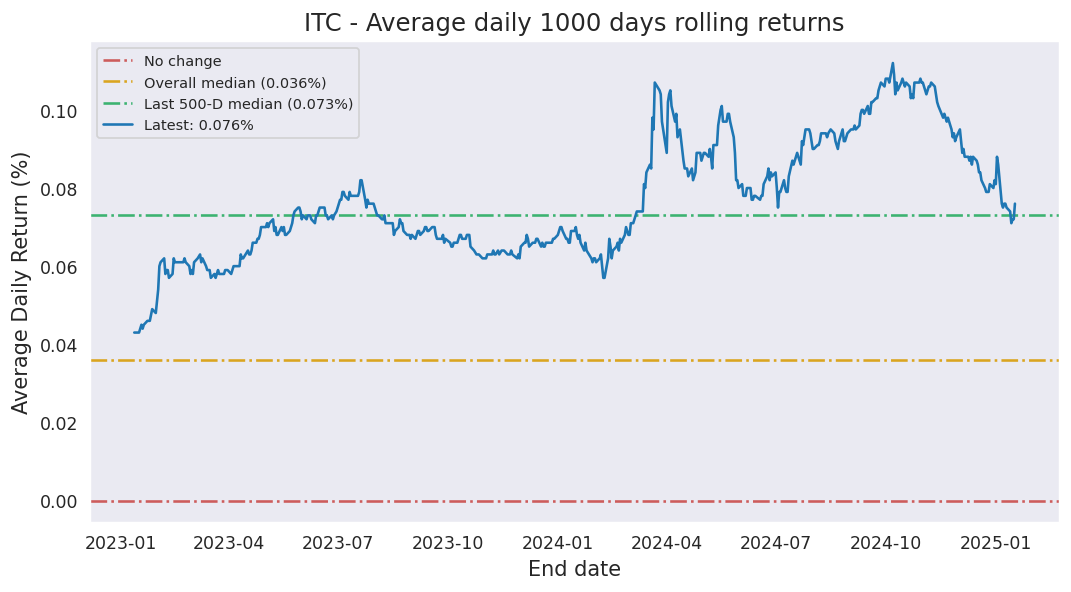 ITC - Average daily 1000 days rolling returns
No change
Overall median (0.036%)
Last 500-D median (0.073%)
Latest: 0.076%
Average Daily Return (%)
0.10
0.08
0.06
0.04
0.02
0.00
2023-01 2023-04 2023-07 2023-10 2024-01 2024-04 2024-07 2024-10 2025-01
End date